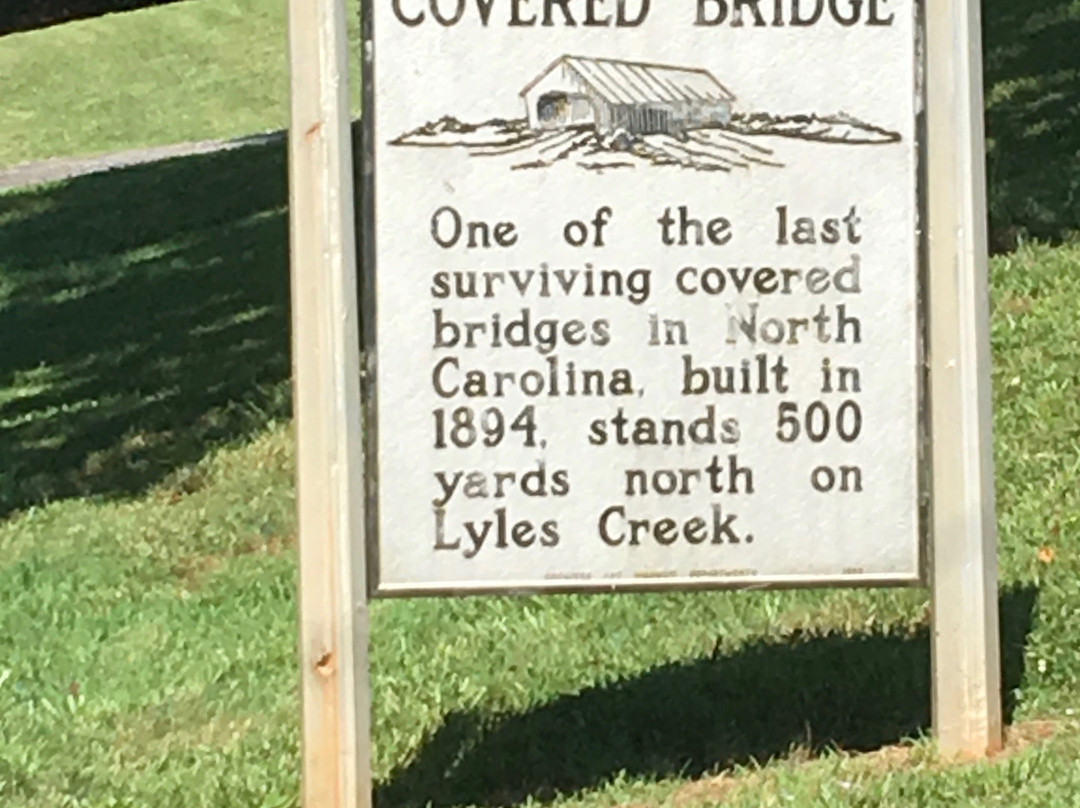 COVERED BRIDGE
One of the last
surviving covered
bridges in North
Carolina, built in
1894, stands 500
yards north on
Lyles Creek.